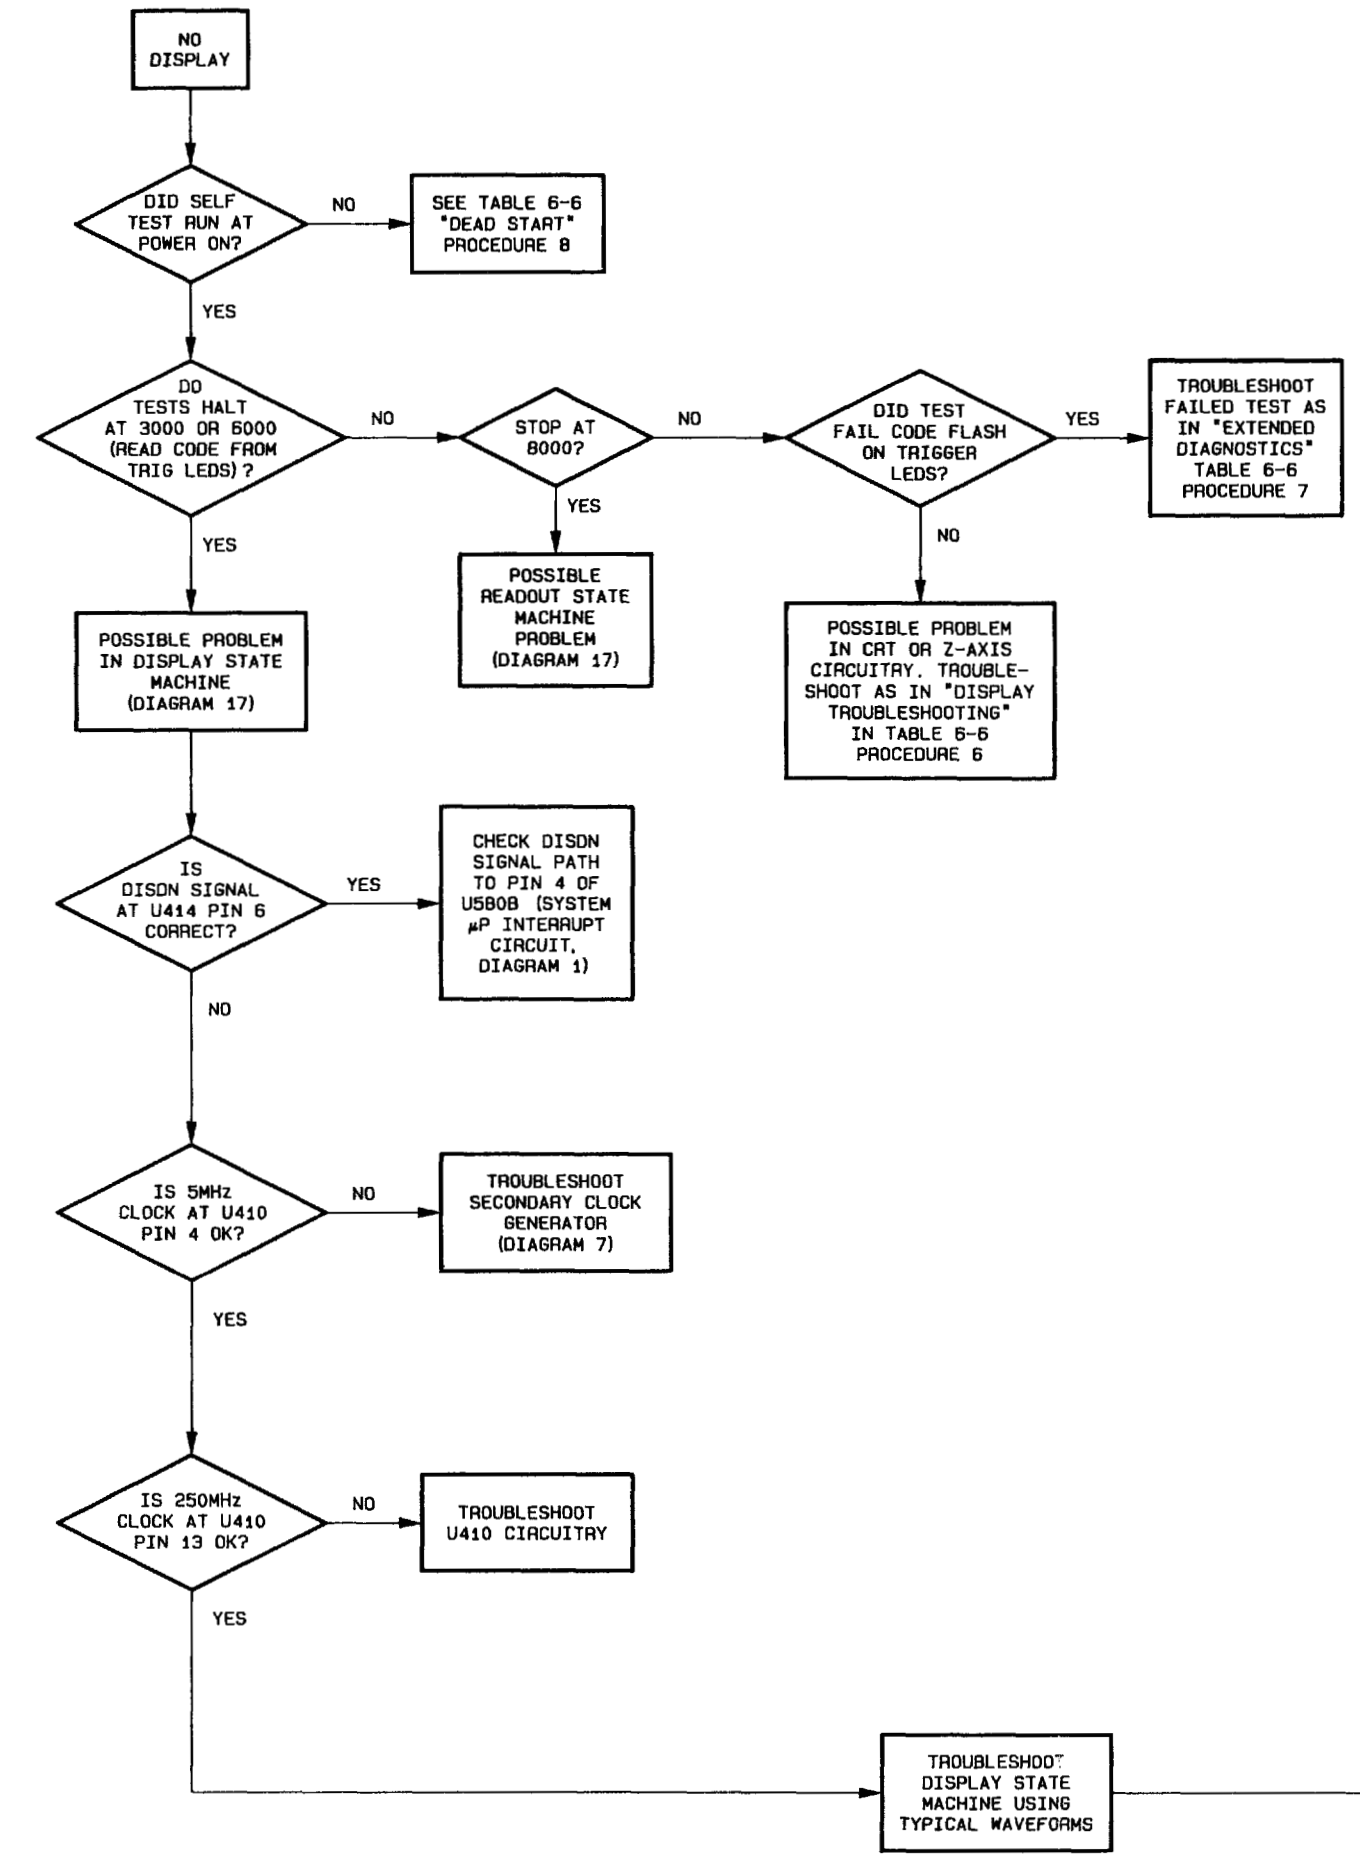 NO
DISPLAY
DID SELF
TEST RUN AT
POWER ON?
NO
SEE TABLE 6-6
"DEAD START"
PROCEDURE 8
YES
DO
TESTS HALT
AT 3000 OR 6000
(READ CODE FROM
TRIG LEDS)?
NO
STOP AT
8000?
NO
DID TEST
FAIL CODE FLASH
ON TRIGGER
LEDS?
YES
TROUBLESHOOT
FAILED TEST AS
IN "EXTENDED
DIAGNOSTICS"
TABLE 6-6
PROCEDURE 7
YES
YES
NO
POSSIBLE PROBLEM
IN DISPLAY STATE
MACHINE
(DIAGRAM 17)
POSSIBLE
READOUT STATE
MACHINE
PROBLEM
(DIAGRAM 17)
POSSIBLE PROBLEM
IN CRT OR Z-AXIS
CIRCUITRY. TROUBLE-
SHOOT AS IN "DISPLAY
TROUBLESHOOTING"
IN TABLE 6-6
PROCEDURE 6
IS
DISDN SIGNAL
AT U414 PIN 6
CORRECT?
YES
CHECK DISDN
SIGNAL PATH
TO PIN 4 OF
U580B (SYSTEM
µP INTERRUPT
CIRCUIT,
DIAGRAM 1)
NO
IS 5MHz
CLOCK AT U410
PIN 4 OK?
NO
TROUBLESHOOT
SECONDARY CLOCK
GENERATOR
(DIAGRAM 7)
YES
IS 250MHz
CLOCK AT U410
PIN 13 OK?
NO
TROUBLESHOOT
U410 CIRCUITRY
YES
TROUBLESHOOT
DISPLAY STATE
MACHINE USING
TYPICAL WAVEFORMS